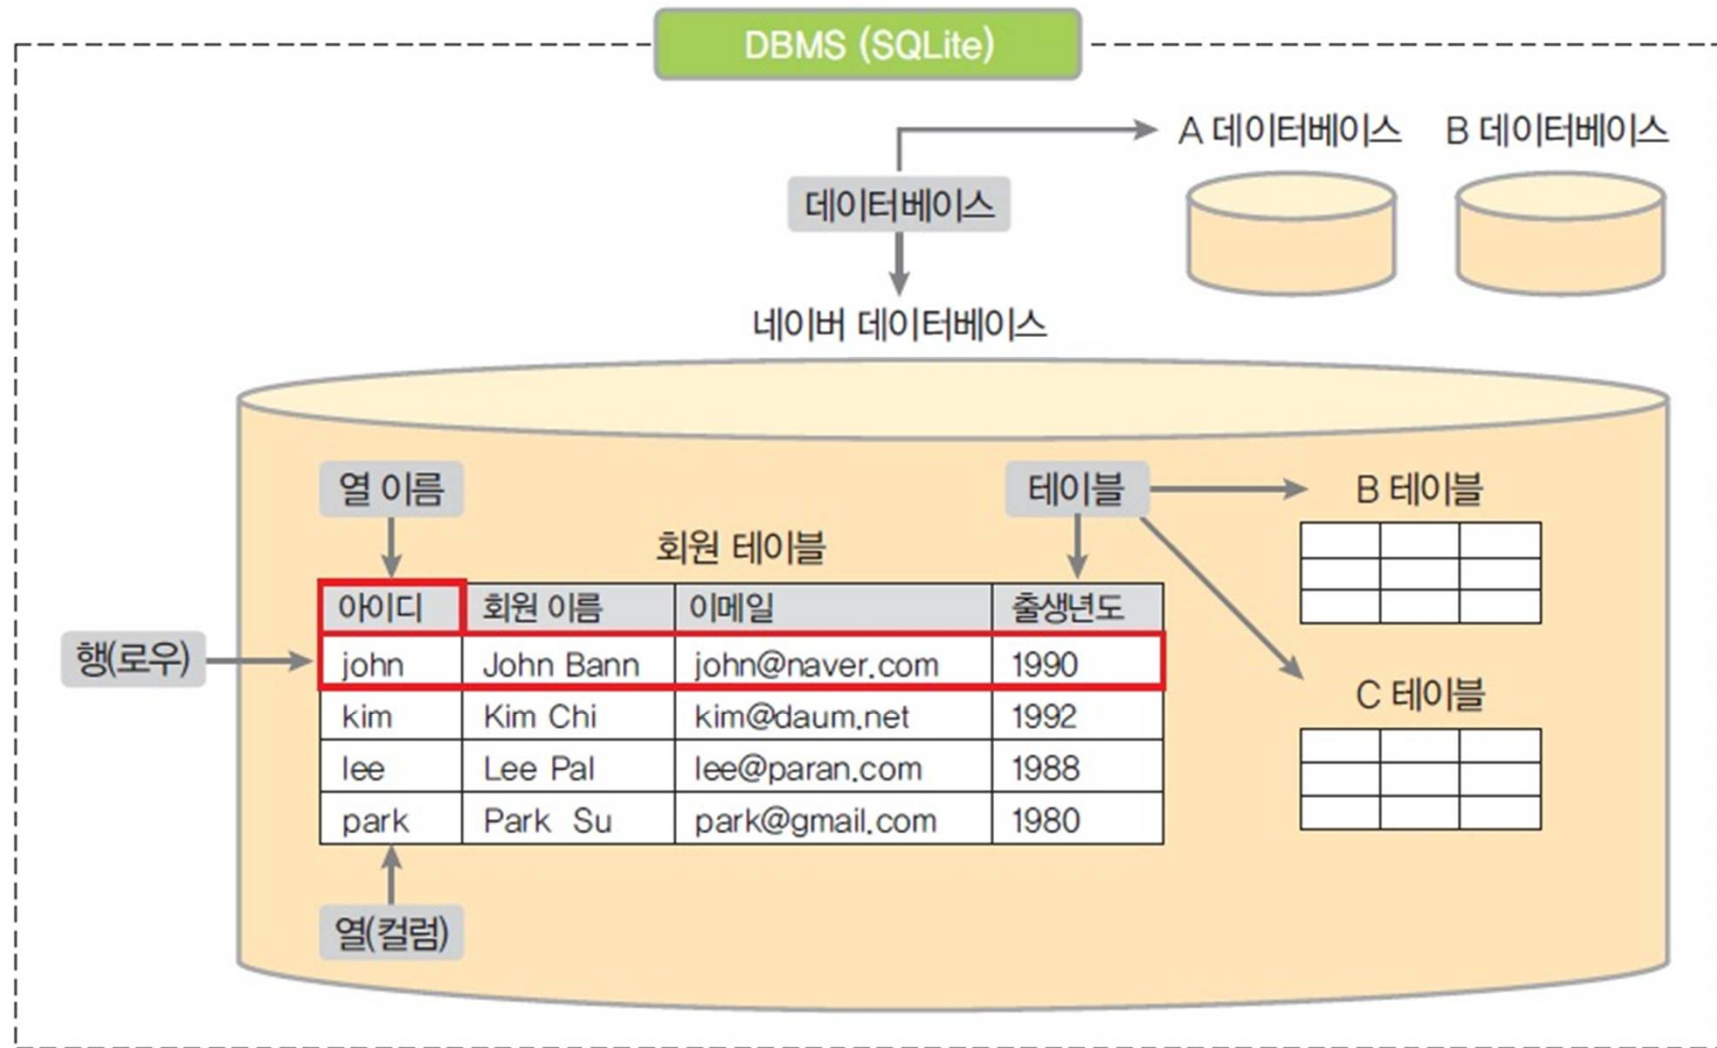 DBMS (SQLite)
A 데이터베이스
B 데이터베이스
데이터베이스
네이버 데이터베이스
열 이름
테이블
B 테이블
회원 테이블
아이디 회원 이름 이메일 출생년도
행(로우)
john John Bann john@naver.com 1990
kim Kim Chi kim@daum.net 1992
C 테이블
lee Lee Pal lee@paran.com 1988
park Park Su park@gmail.com 1980
열(컬럼)